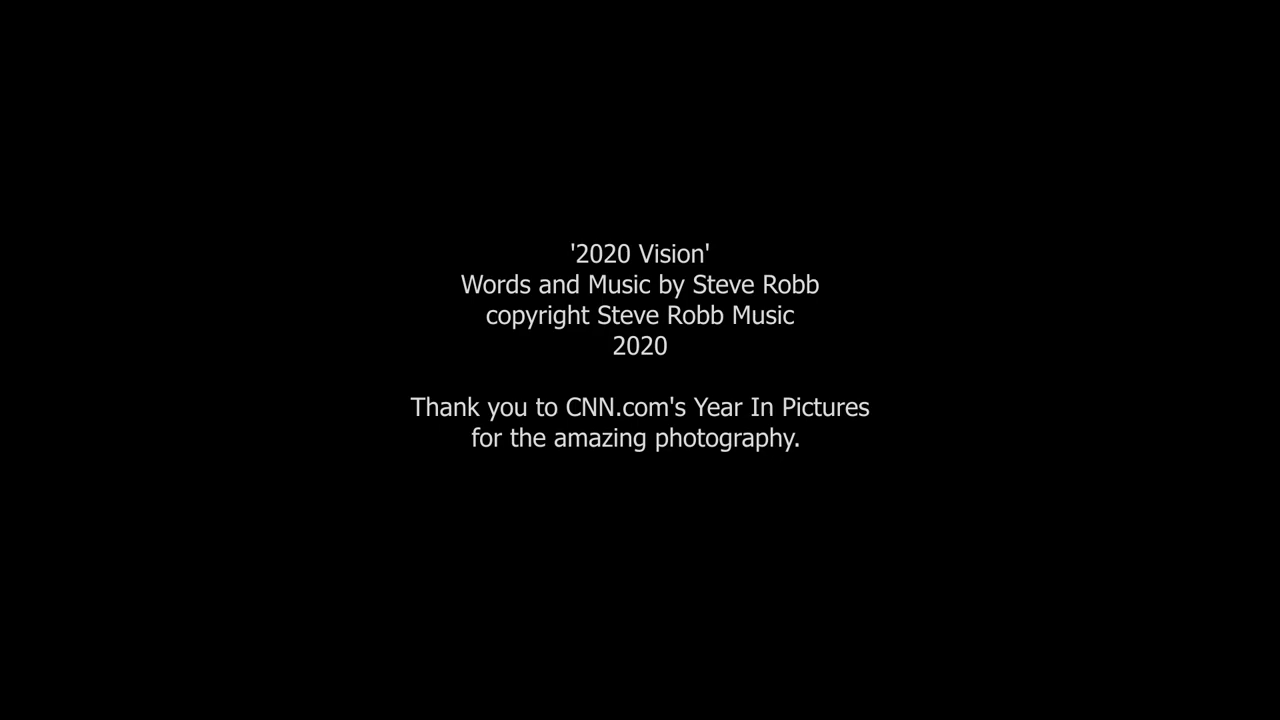 '2020 Vision'
Words and Music by Steve Robb
copyright Steve Robb Music
2020
Thank you to CNN.com's Year In Pictures
for the amazing photography.